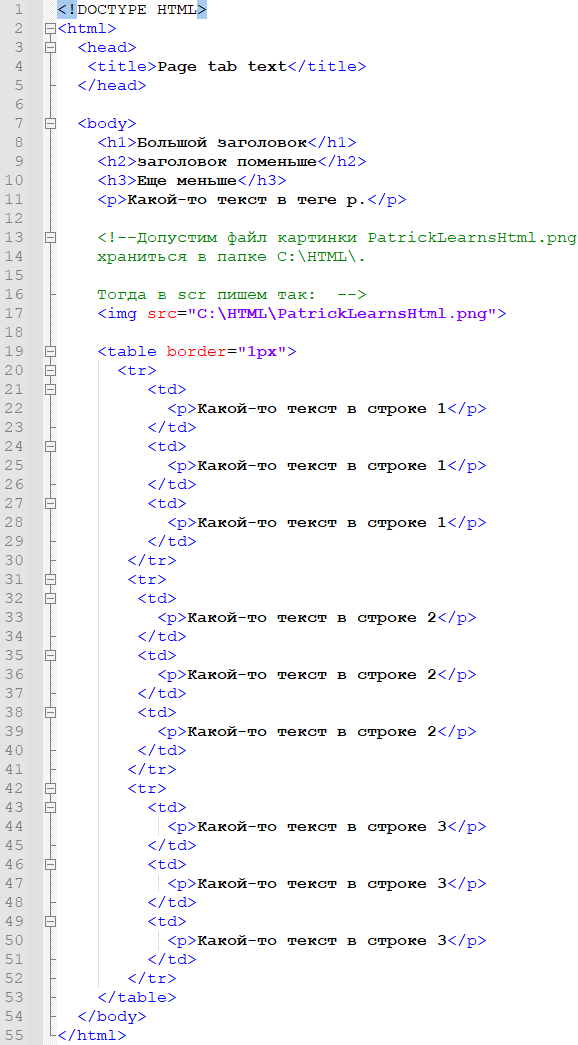 1 <!DOCTYPE HTML>
2 <html>
3 <head>
4 <title>Page tab text</title>
5 </head>
6
7 <body>
8 <h1>Большой заголовок</h1>
9 <h2>заголовок поменьше</h2>
10 <h3>Еще меньше</h3>
11 <p>Какой-то текст в теге p.</p>
12
13 <!--Допустим файл картинки PatrickLearnsHtml.png
14 храниться в папке C:\HTML\.
15
16 Тогда в scr пишем так:  -->
17 <img src="C:\HTML\PatrickLearnsHtml.png">
18
19 <table border="1px">
20 <tr>
21 <td>
22 <p>Какой-то текст в строке 1</p>
23 </td>
24 <td>
25 <p>Какой-то текст в строке 1</p>
26 </td>
27 <td>
28 <p>Какой-то текст в строке 1</p>
29 </td>
30 </tr>
31 <tr>
32 <td>
33 <p>Какой-то текст в строке 2</p>
34 </td>
35 <td>
36 <p>Какой-то текст в строке 2</p>
37 </td>
38 <td>
39 <p>Какой-то текст в строке 2</p>
40 </td>
41 </tr>
42 <tr>
43 <td>
44 <p>Какой-то текст в строке 3</p>
45 </td>
46 <td>
47 <p>Какой-то текст в строке 3</p>
48 </td>
49 <td>
50 <p>Какой-то текст в строке 3</p>
51 </td>
52 </tr>
53 </table>
54 </body>
55 </html>